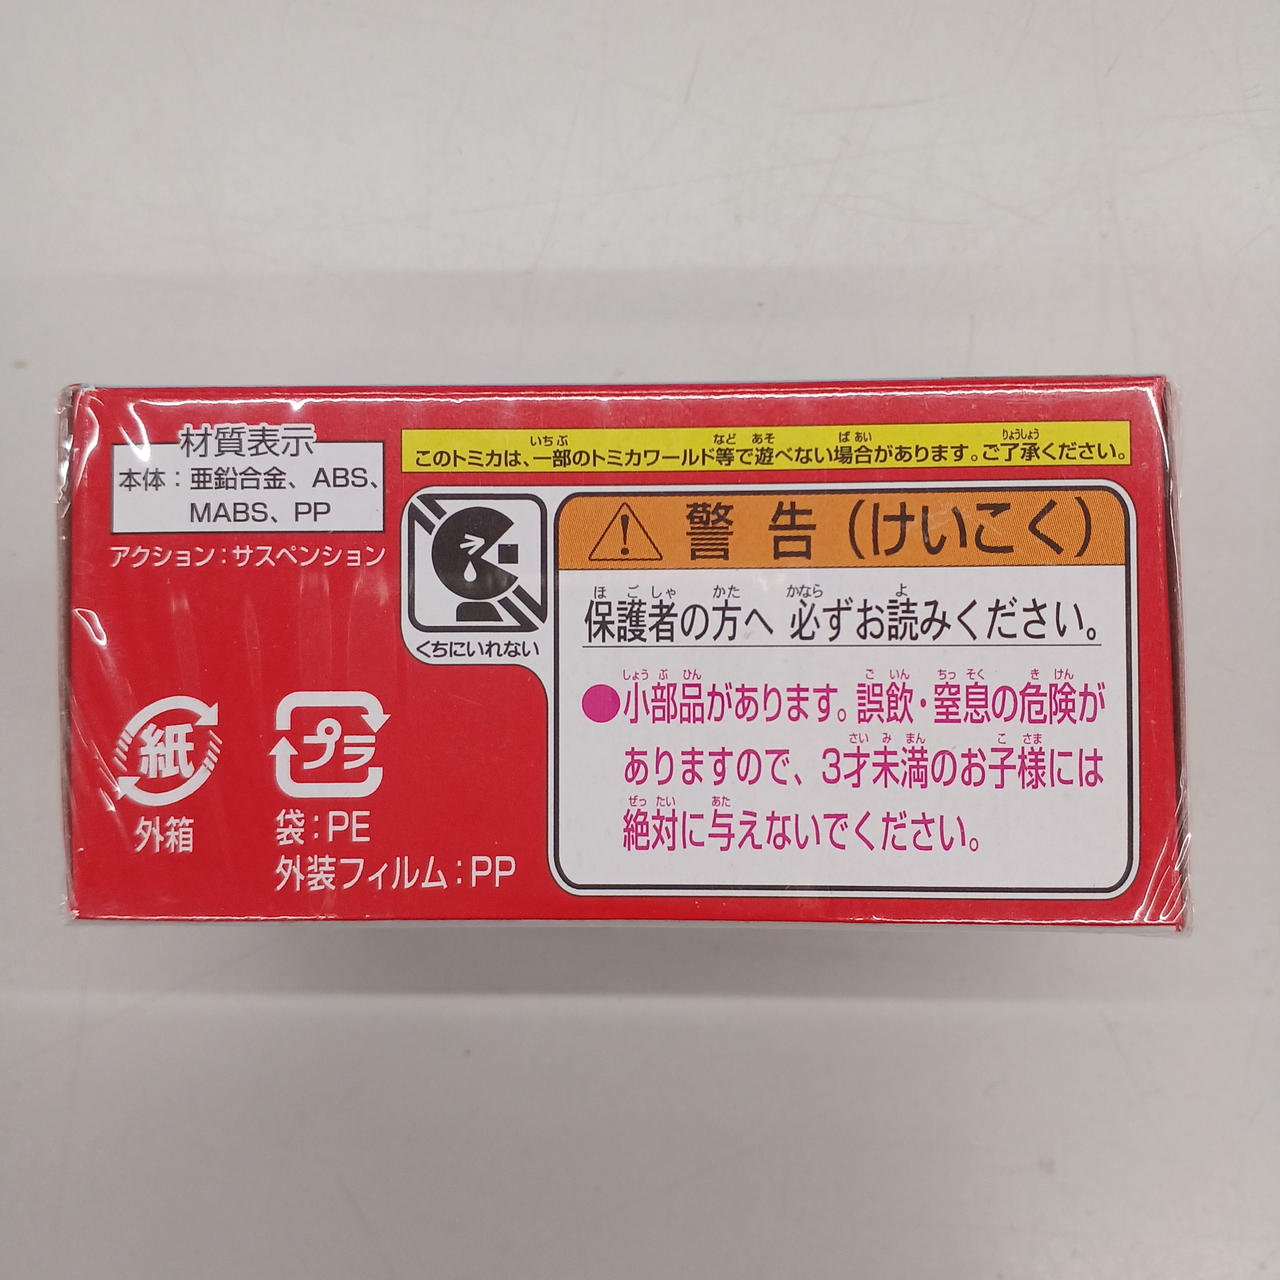 材質表示
本体：亜鉛合金、ABS、
MABS、PP
アクション：サスペンション
いちぶ など あそ ばあい りょうしょう
このトミカは、一部のトミカワールド等で遊べない場合があります。ご了承ください。
くちにいれない
警告（けいこく）
ほごしゃ かた かなら よ
保護者の方へ 必ずお読みください。
しょうぶひん ごいん ちっそく きけん
●小部品があります。誤飲・窒息の危険が
さいみまん こさま
ありますので、3才未満のお子様には
ぜったい あた
絶対に与えないでください。
紙
外箱
プラ
袋：PE
外装フィルム：PP